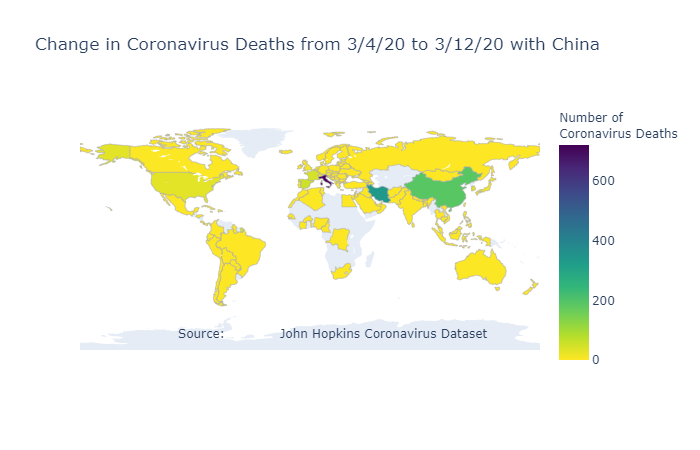 Change in Coronavirus Deaths from 3/4/20 to 3/12/20 with China
Number of
Coronavirus Deaths
600
400
200
0
Source: John Hopkins Coronavirus Dataset